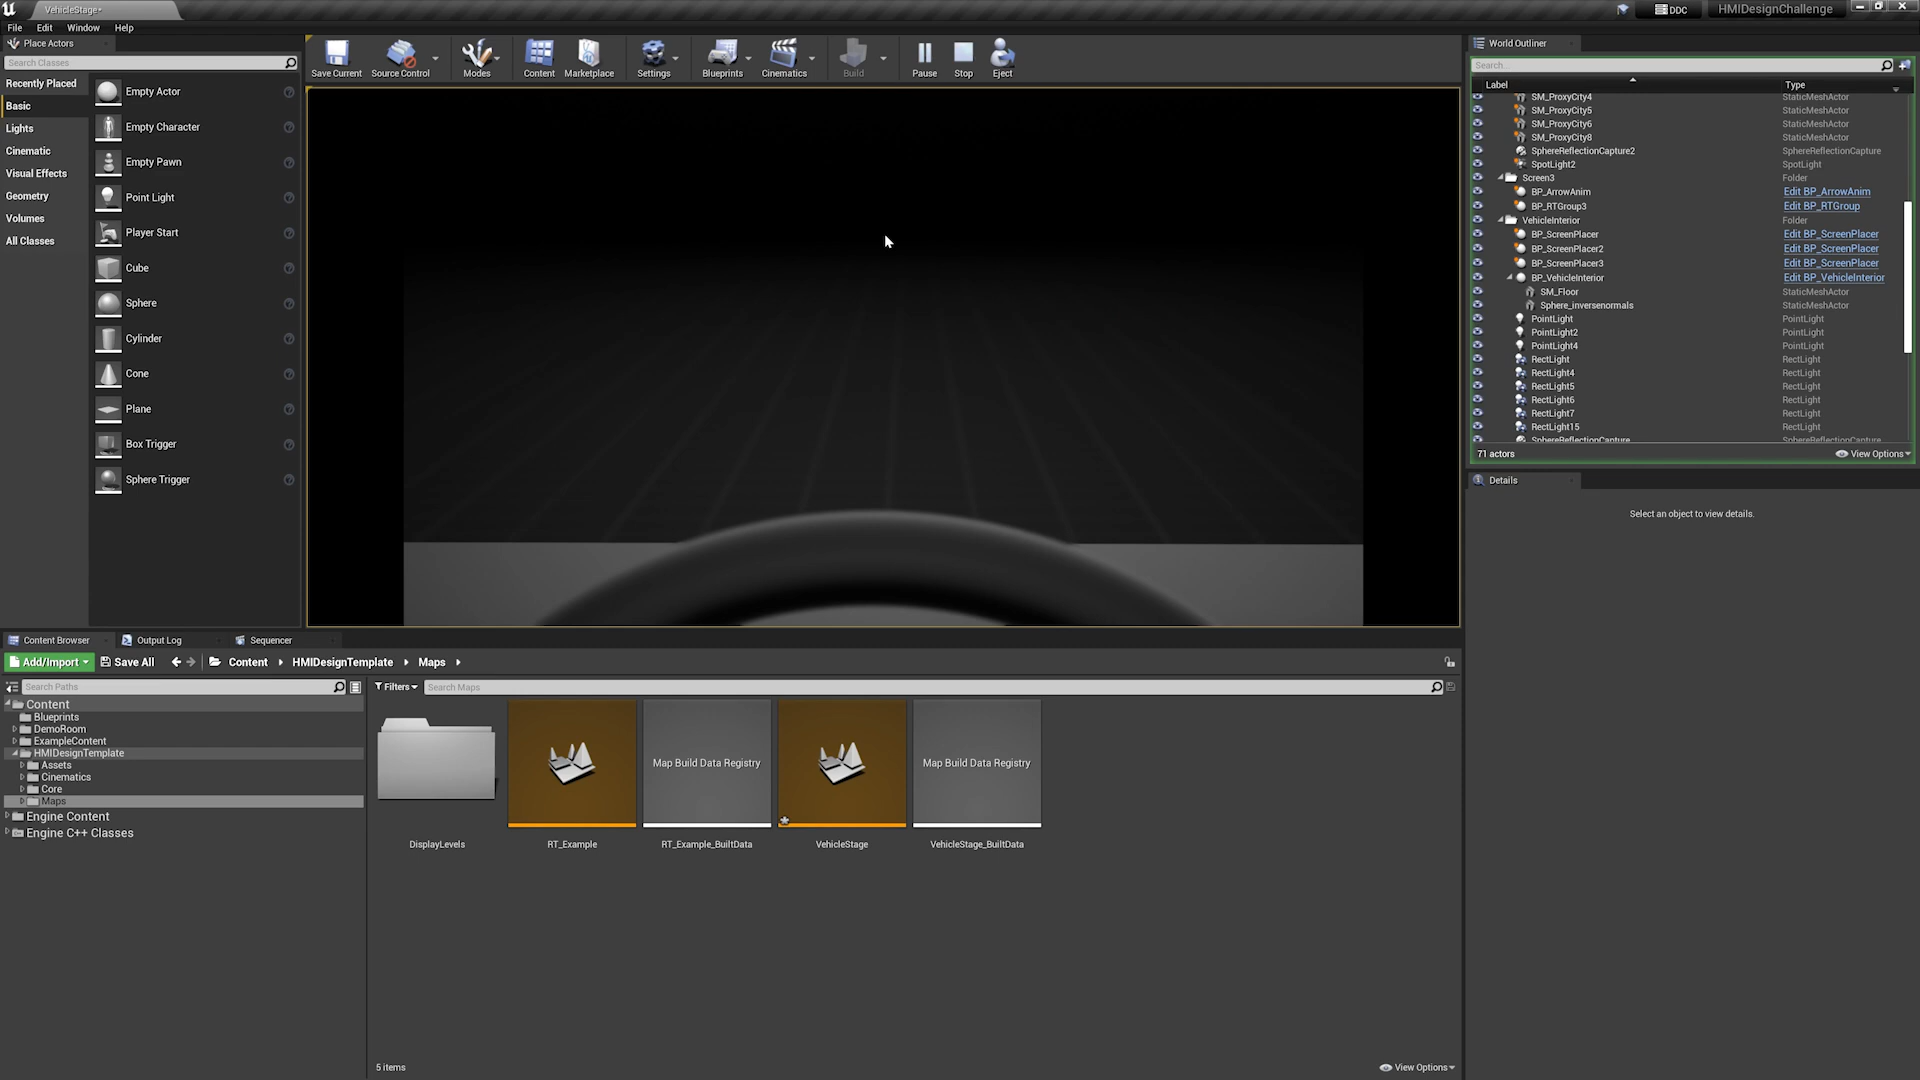 VehicleStage•
DDC
HMIDesignChallenge
File
Edit
Window
Help
Place Actors
Search Classes
Recently Placed
Basic
Lights
Cinematic
Visual Effects
Geometry
Volumes
All Classes
Empty Actor
Empty Character
Empty Pawn
Point Light
Player Start
Cube
Sphere
Cylinder
Cone
Plane
Box Trigger
Sphere Trigger
Save Current
Source Control
Modes
Content
Marketplace
Settings
Blueprints
Cinematics
Build
Pause
Stop
Eject
World Outliner
Search...
Label
Type
SM_ProxyCity4
StaticMeshActor
SM_ProxyCity5
StaticMeshActor
SM_ProxyCity6
StaticMeshActor
SM_ProxyCity8
StaticMeshActor
SphereReflectionCapture2
SphereReflectionCapture
SpotLight2
SpotLight
Screen3
Folder
BP_ArrowAnim
Edit BP_ArrowAnim
BP_RTGroup3
Edit BP_RTGroup
VehicleInterior
Folder
BP_ScreenPlacer
Edit BP_ScreenPlacer
BP_ScreenPlacer2
Edit BP_ScreenPlacer
BP_ScreenPlacer3
Edit BP_ScreenPlacer
BP_VehicleInterior
Edit BP_VehicleInterior
SM_Floor
StaticMeshActor
Sphere_inversenormals
StaticMeshActor
PointLight
PointLight
PointLight2
PointLight
PointLight4
PointLight
RectLight
RectLight
RectLight4
RectLight
RectLight5
RectLight
RectLight6
RectLight
RectLight7
RectLight
RectLight15
RectLight
SphereReflectionCapture
SphereReflectionCapture
71 actors
View Options
Details
Select an object to view details.
Content Browser
Output Log
Sequencer
Add/Import
Save All
Content
HMIDesignTemplate
Maps
Search Paths
Filters
Search Maps
Content
Blueprints
DemoRoom
ExampleContent
HMIDesignTemplate
Assets
Cinematics
Core
Maps
Engine Content
Engine C++ Classes
Map Build Data Registry
Map Build Data Registry
DisplayLevels
RT_Example
RT_Example_BuiltData
VehicleStage
VehicleStage_BuiltData
5 items
View Options